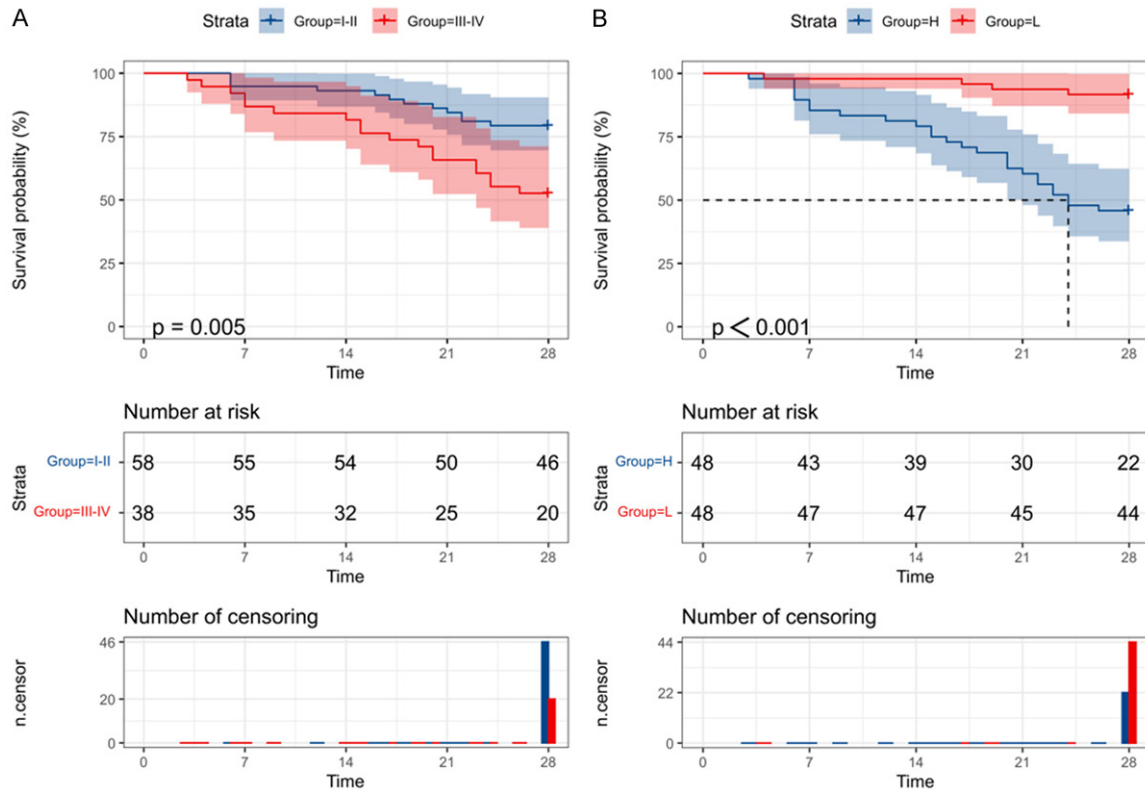 A
Strata Group=I-II Group=III-IV
Survival probability (%)
100
75
50
25
0
p = 0.005
0 7 14 21 28
Time
Number at risk
Strata
Group=I-II 58 55 54 50 46
Group=III-IV 38 35 32 25 20
0 7 14 21 28
Time
Number of censoring
n.censor
46
20
0
0 7 14 21 28
Time
B
Strata Group=H Group=L
Survival probability (%)
100
75
50
25
0
p < 0.001
0 7 14 21 28
Time
Number at risk
Strata
Group=H 48 43 39 30 22
Group=L 48 47 47 45 44
0 7 14 21 28
Time
Number of censoring
n.censor
44
22
0
0 7 14 21 28
Time